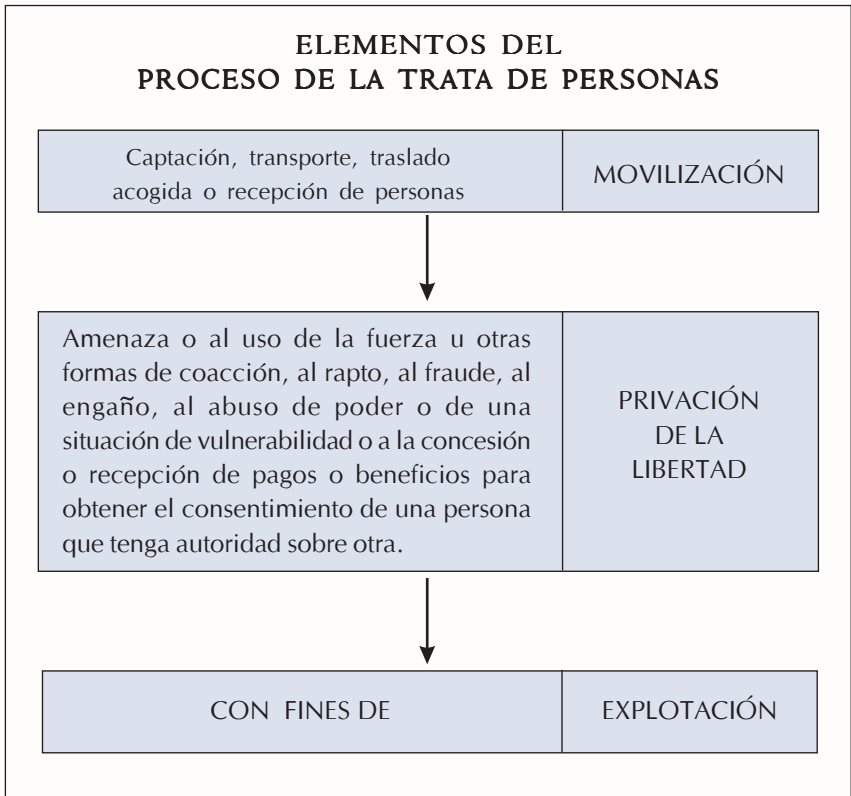 ELEMENTOS DEL
PROCESO DE LA TRATA DE PERSONAS
Captación, transporte, traslado
acogida o recepción de personas
MOVILIZACIÓN
Amenaza o al uso de la fuerza u otras
formas de coacción, al rapto, al fraude, al
engaño, al abuso de poder o de una
situación de vulnerabilidad o a la concesión
o recepción de pagos o beneficios para
obtener el consentimiento de una persona
que tenga autoridad sobre otra.
PRIVACIÓN
DE LA
LIBERTAD
CON FINES DE
EXPLOTACIÓN